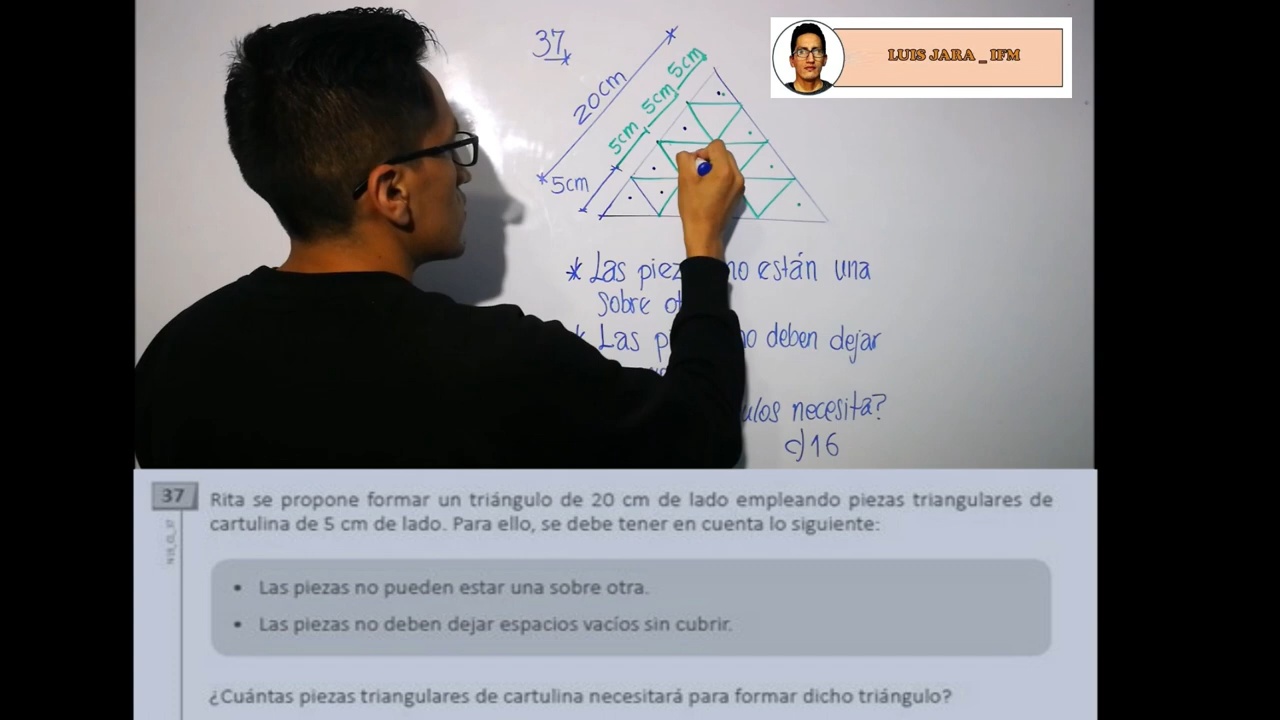 37
LUIS JARA _ IFM
20cm
5cm
5cm
5cm
5cm
* Las no están una
sobre
Las no deben dejar
necesita?
c) 16
37
Rita se propone formar un triángulo de 20 cm de lado empleando piezas triangulares de
cartulina de 5 cm de lado. Para ello, se debe tener en cuenta lo siguiente:
• Las piezas no pueden estar una sobre otra.
• Las piezas no deben dejar espacios vacíos sin cubrir.
¿Cuántas piezas triangulares de cartulina necesitará para formar dicho triángulo?